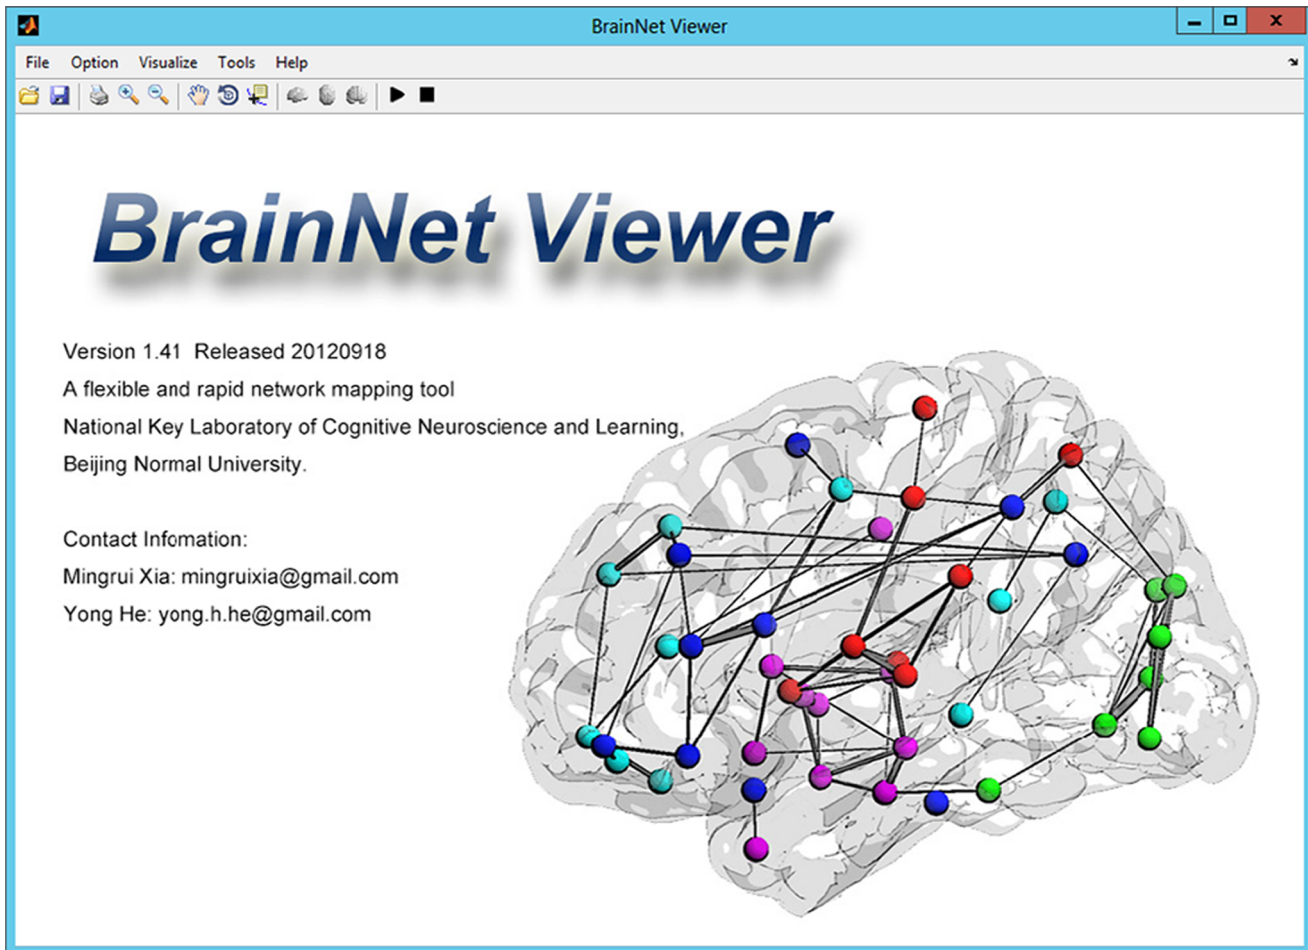 BrainNet Viewer
File Option Visualize Tools Help
BrainNet Viewer
Version 1.41 Released 20120918
A flexible and rapid network mapping tool
National Key Laboratory of Cognitive Neuroscience and Learning,
Beijing Normal University.
Contact Infomation:
Mingrui Xia: mingruixia@gmail.com
Yong He: yong.h.he@gmail.com